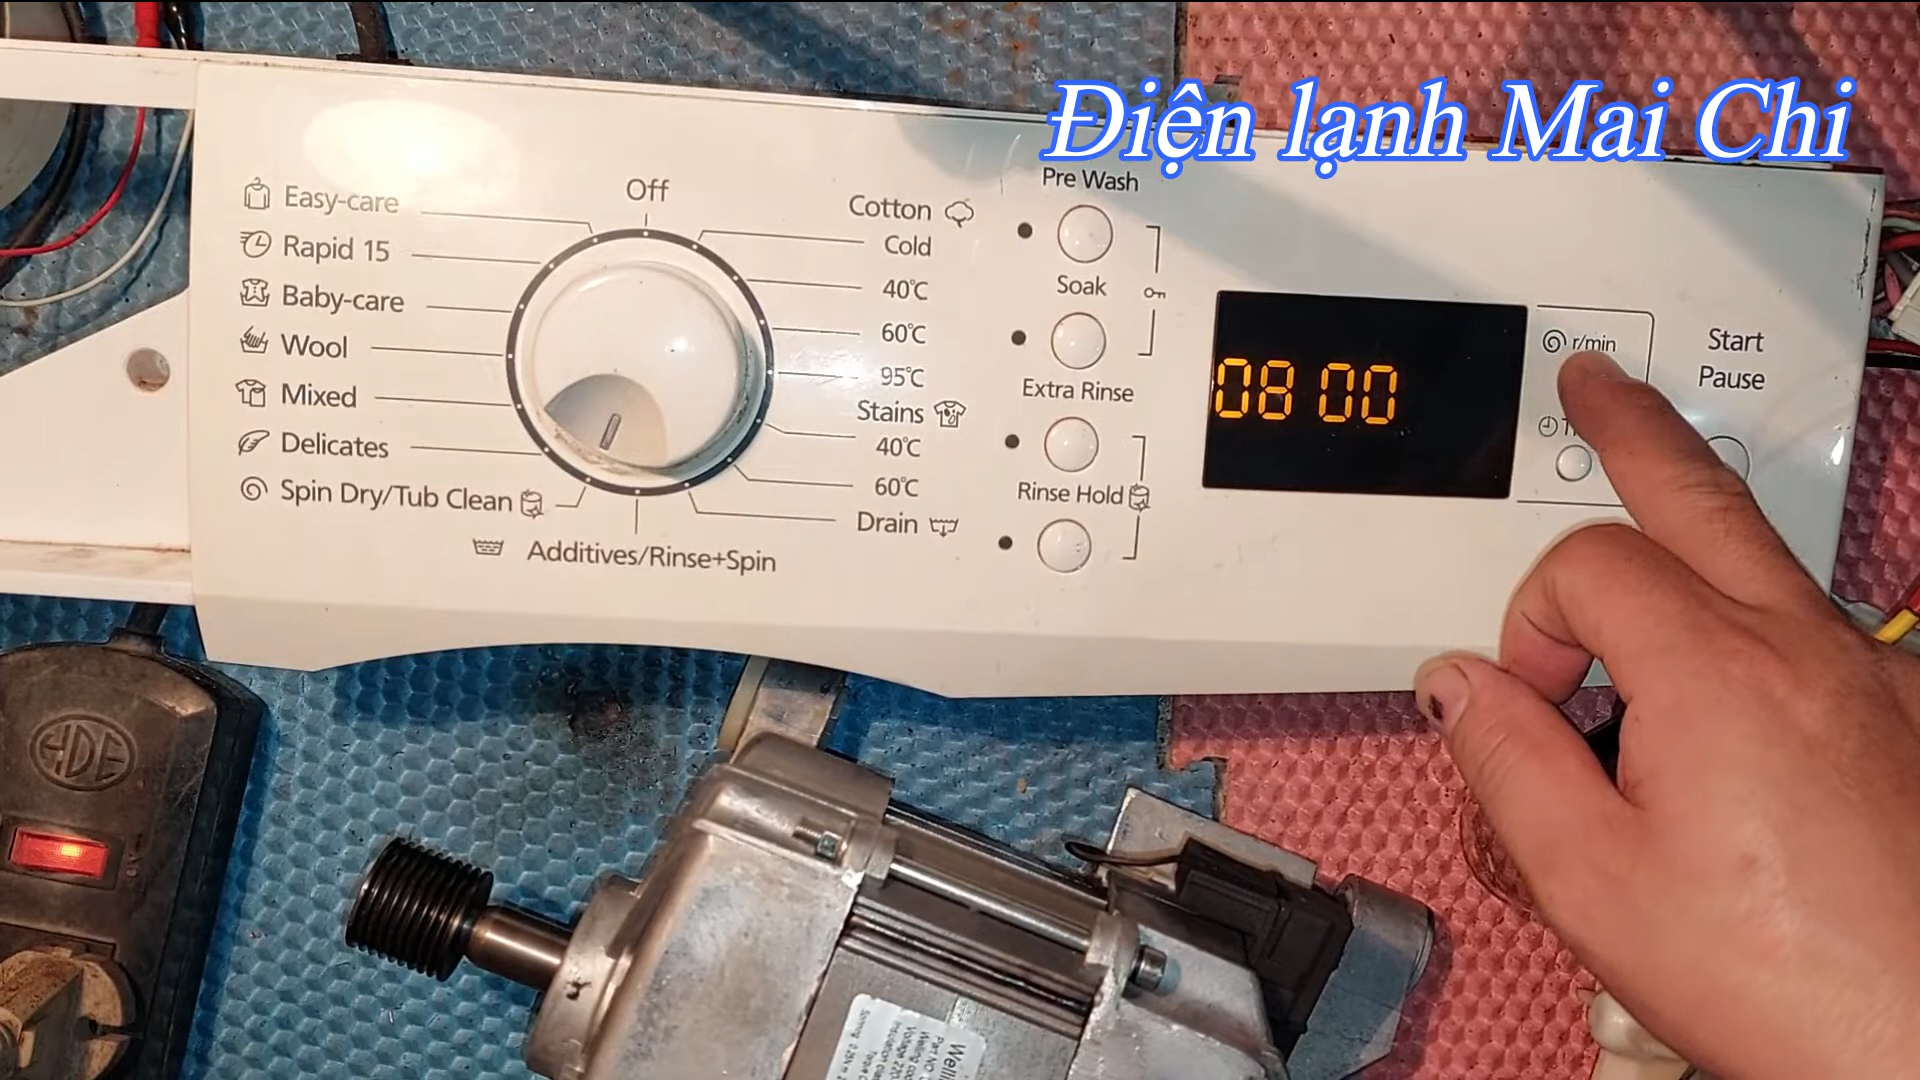 Điện lạnh Mai Chi
Easy-care
Rapid 15
Baby-care
Wool
Mixed
Delicates
Spin Dry/Tub Clean
Off
Additives/Rinse+Spin
Cotton
Cold
40℃
60℃
95℃
Stains
40℃
60℃
Drain
Pre Wash
Soak
Extra Rinse
Rinse Hold
08 00
r/min
Start
Pause
HDE